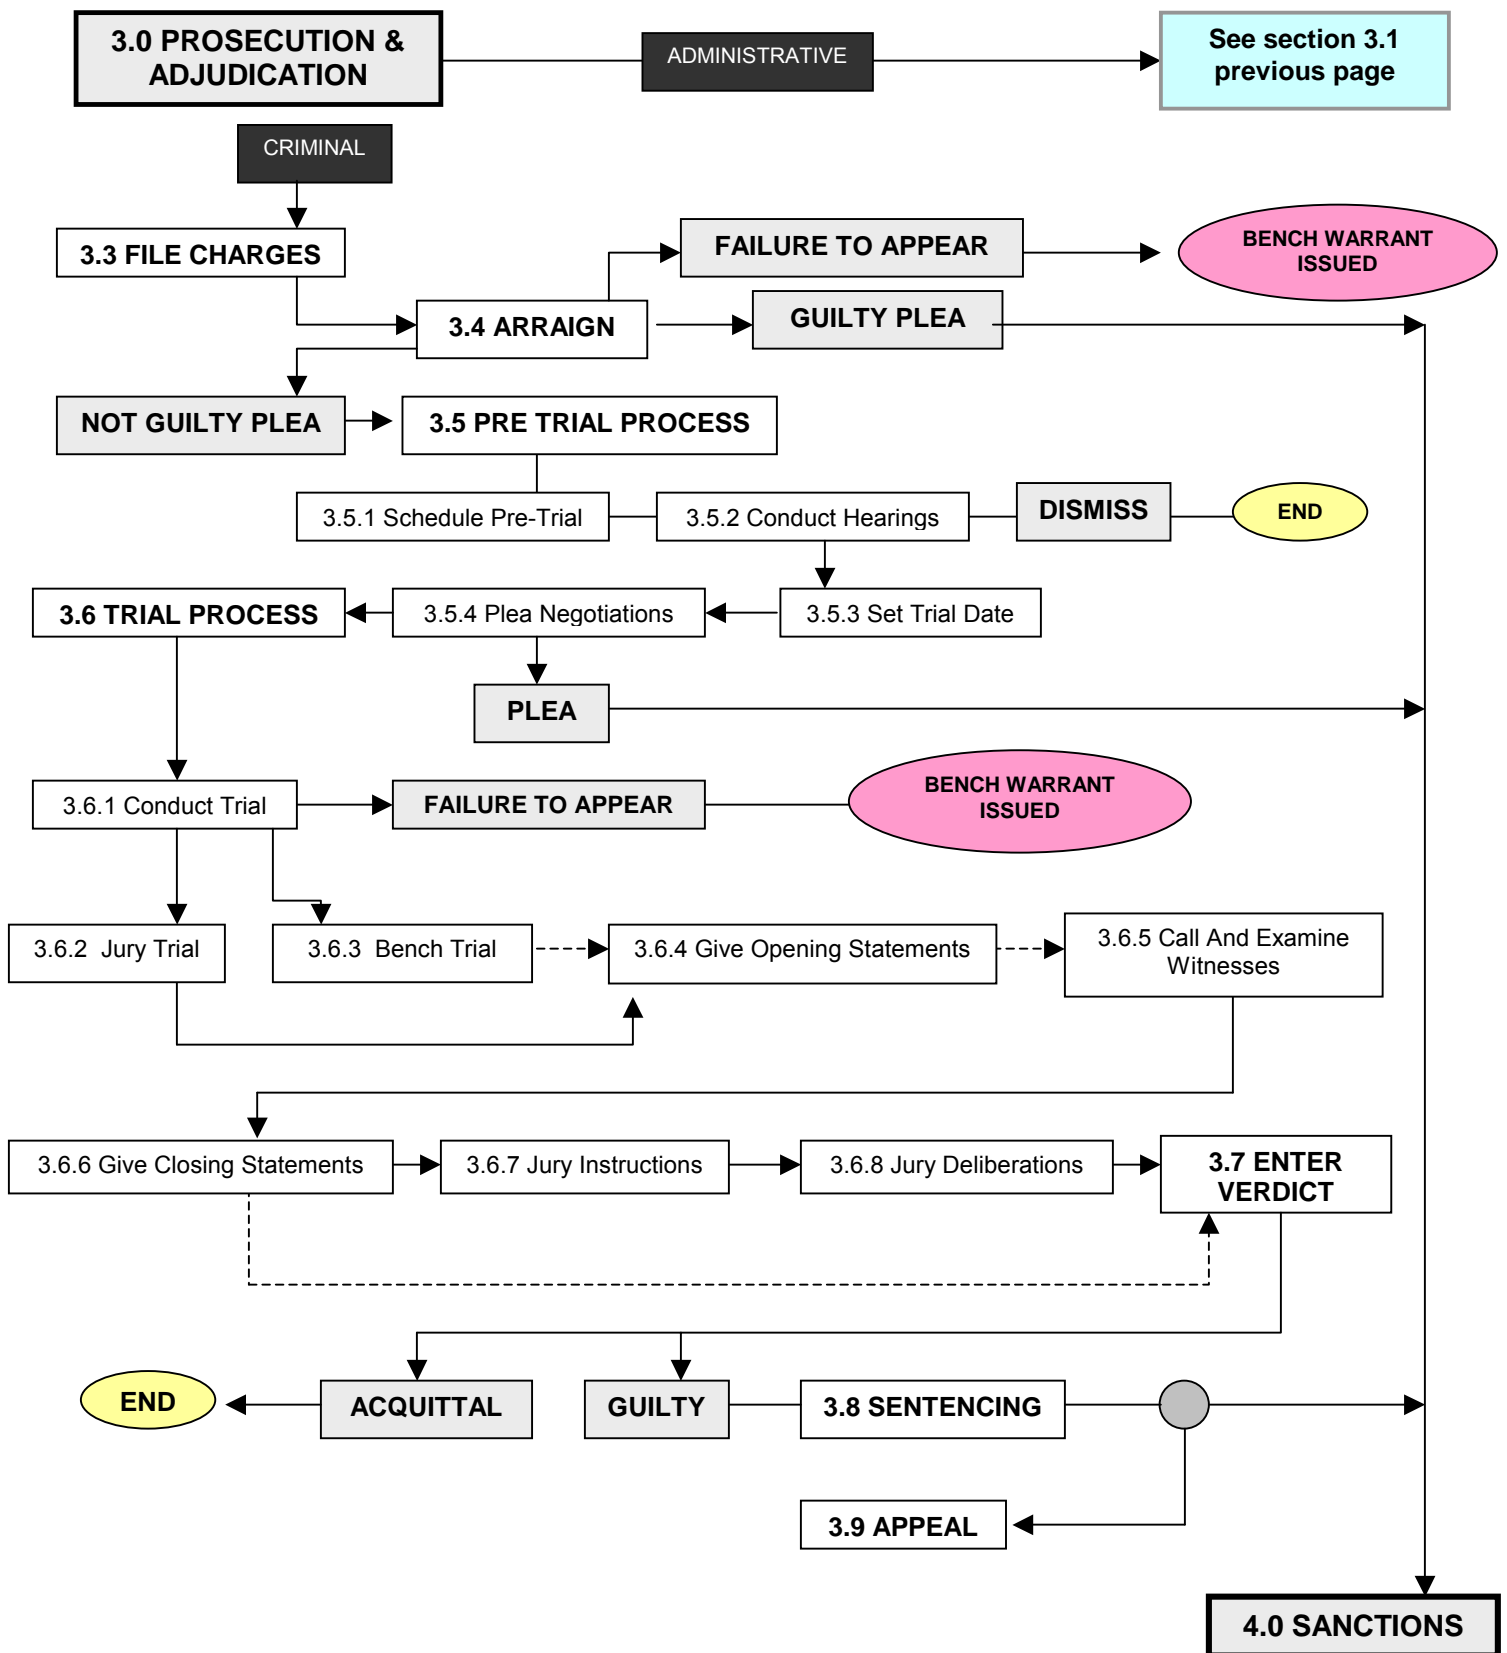 3.0 PROSECUTION &
ADJUDICATION
ADMINISTRATIVE
See section 3.1
previous page
CRIMINAL
3.3 FILE CHARGES
FAILURE TO APPEAR
BENCH WARRANT
ISSUED
3.4 ARRAIGN
GUILTY PLEA
NOT GUILTY PLEA
3.5 PRE TRIAL PROCESS
3.5.1 Schedule Pre-Trial
3.5.2 Conduct Hearings
DISMISS
END
3.6 TRIAL PROCESS
3.5.4 Plea Negotiations
3.5.3 Set Trial Date
PLEA
3.6.1 Conduct Trial
FAILURE TO APPEAR
BENCH WARRANT
ISSUED
3.6.2 Jury Trial
3.6.3 Bench Trial
3.6.4 Give Opening Statements
3.6.5 Call And Examine
Witnesses
3.6.6 Give Closing Statements
3.6.7 Jury Instructions
3.6.8 Jury Deliberations
3.7 ENTER
VERDICT
END
ACQUITTAL
GUILTY
3.8 SENTENCING
3.9 APPEAL
4.0 SANCTIONS